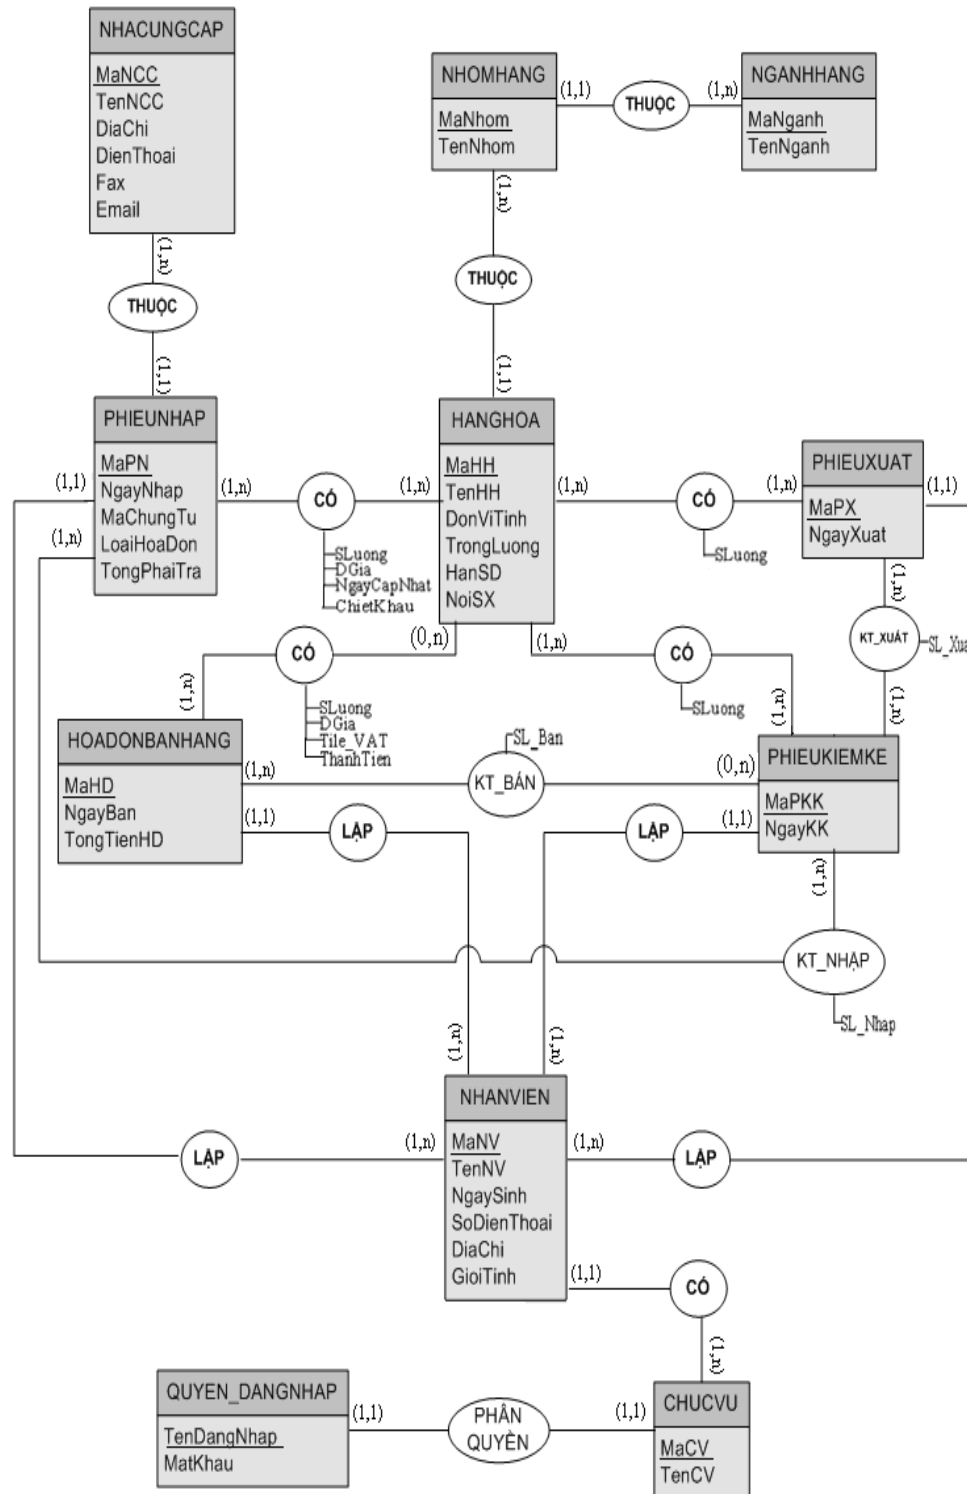 NHACUNGCAP
MaNCC
TenNCC
DiaChi
DienThoai
Fax
Email
NHOMHANG
MaNhom
TenNhom
(1,1)
THUỘC
(1,n)
NGANHHANG
MaNganh
TenNganh
(1,n)
THUỘC
(1,1)
(1,n)
THUỘC
(1,1)
PHIEUNHAP
MaPN
NgayNhap
MaChungTu
LoaiHoaDon
TongPhaiTra
(1,1)
(1,n)
(1,n)
CÓ
(1,n)
SLuong
DGia
NgayCapNhat
ChietKhau
HANGHOA
MaHH
TenHH
DonViTinh
TrongLuong
HanSD
NoiSX
(1,n)
CÓ
(1,n)
SLuong
PHIEUXUAT
MaPX
NgayXuat
(1,1)
(1,n)
KT_XUẤT
SL_Xua
(1,n)
(0,n)
CÓ
(1,n)
SLuong
DGia
Tile_VAT
ThanhTien
(1,n)
CÓ
(1,n)
SLuong
HOADONBANHANG
MaHD
NgayBan
TongTienHD
(1,n)
KT_BÁN
SL_Ban
(0,n)
PHIEUKIEMKE
MaPKK
NgayKK
(1,1)
LẬP
(1,n)
LẬP
(1,1)
(1,n)
(1,n)
KT_NHẬP
SL_Nhap
NHANVIEN
MaNV
TenNV
NgaySinh
SoDienThoai
DiaChi
GioiTinh
LẬP
(1,n)
(1,n)
LẬP
(1,1)
CÓ
(1,n)
QUYEN_DANGNHAP
TenDangNhap
MatKhau
(1,1)
PHÂN
QUYỀN
(1,1)
CHUCVU
MaCV
TenCV